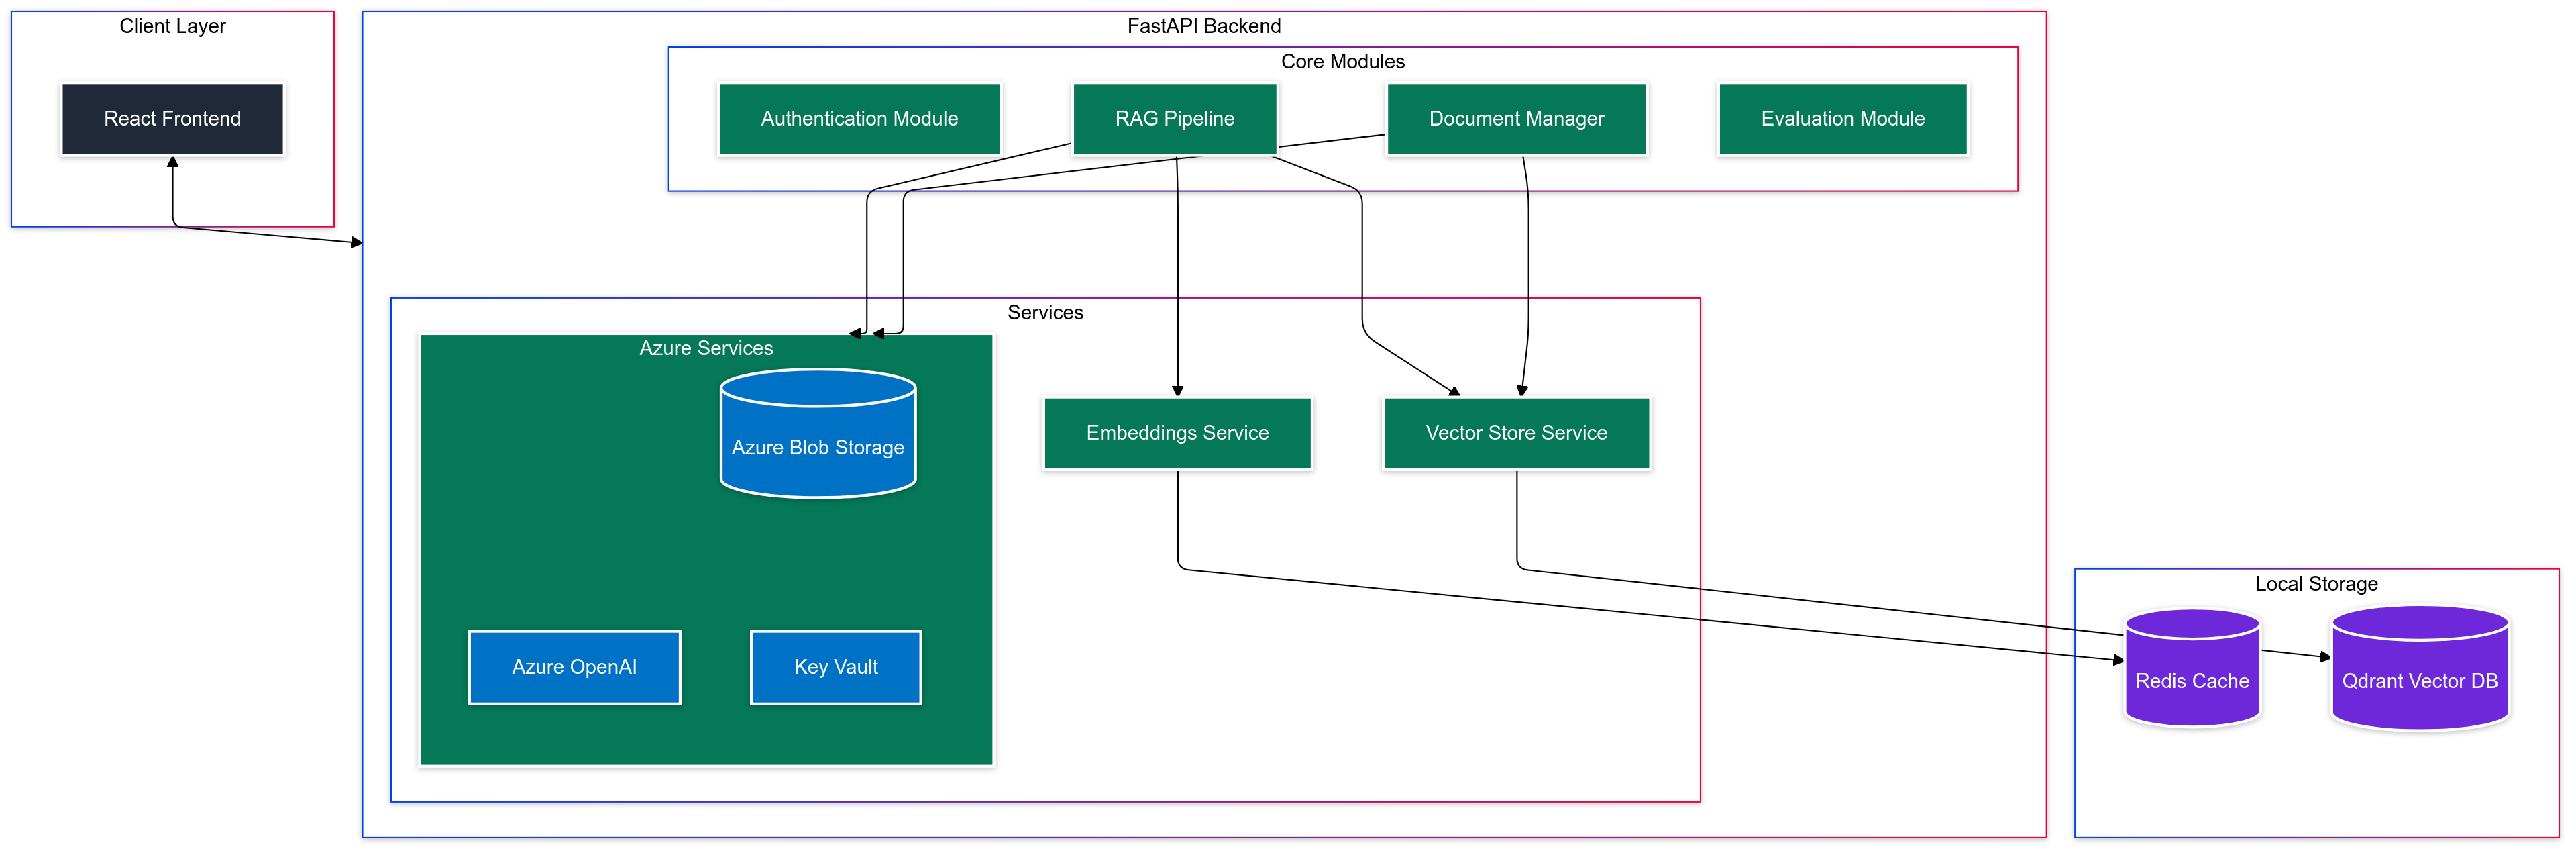 Client Layer
React Frontend
FastAPI Backend
Core Modules
Authentication Module
RAG Pipeline
Document Manager
Evaluation Module
Services
Azure Services
Azure Blob Storage
Azure OpenAI
Key Vault
Embeddings Service
Vector Store Service
Local Storage
Redis Cache
Qdrant Vector DB